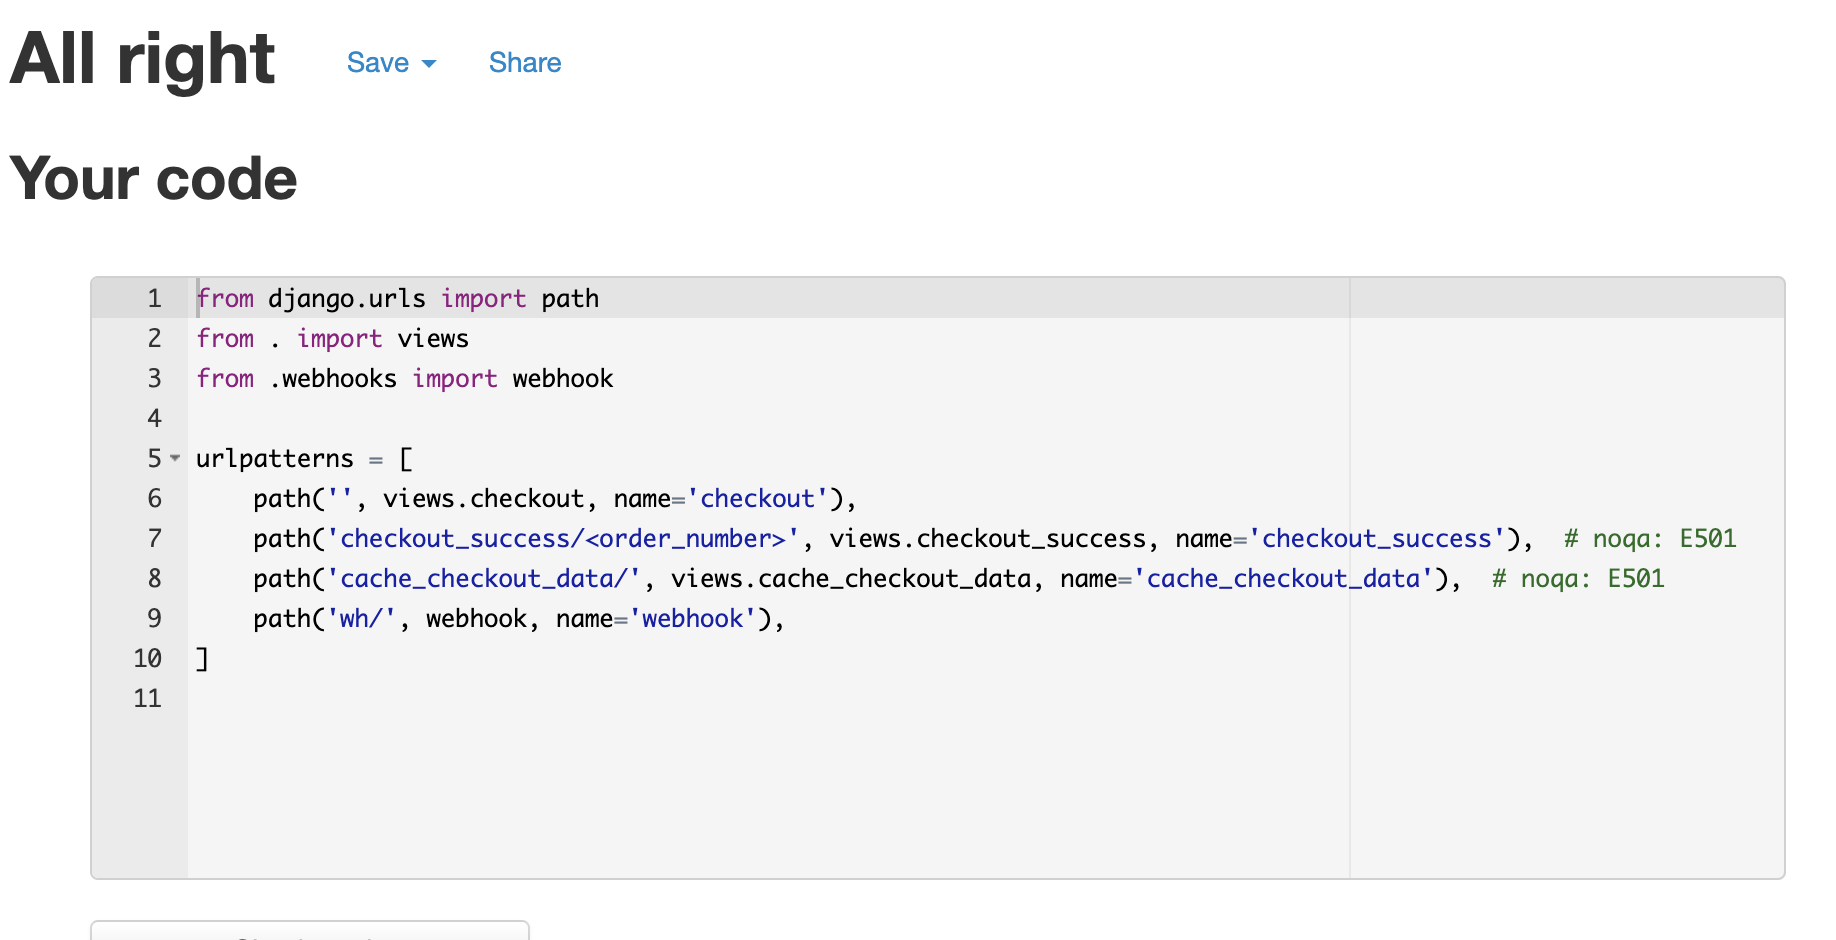 All right Save Share
Your code
1 from django.urls import path
2 from . import views
3 from .webhooks import webhook
4
5 urlpatterns = [
6     path('', views.checkout, name='checkout'),
7     path('checkout_success/<order_number>', views.checkout_success, name='checkout_success'),  # noqa: E501
8     path('cache_checkout_data/', views.cache_checkout_data, name='cache_checkout_data'),  # noqa: E501
9     path('wh/', webhook, name='webhook'),
10 ]
11